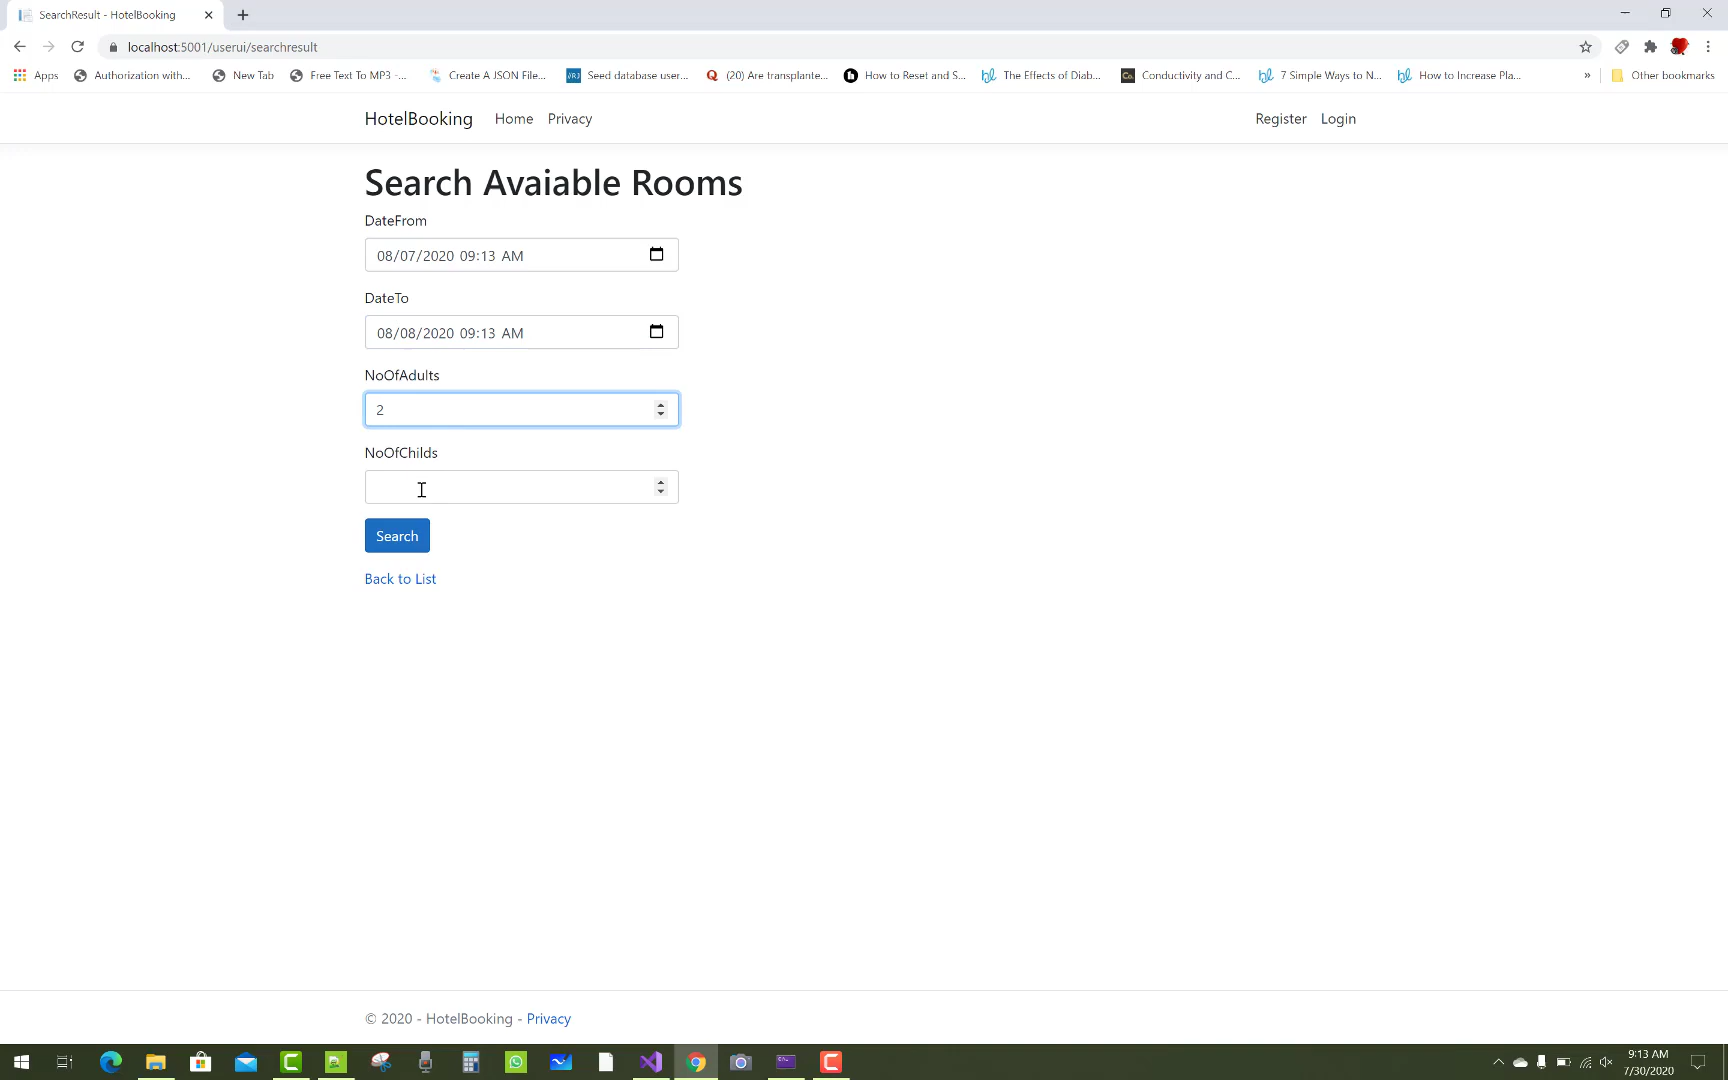 SearchResult - HotelBooking
localhost:5001/userui/searchresult
Apps Authorization with... New Tab Free Text To MP3 -... Create A JSON File... Seed database user... (20) Are transplante... How to Reset and S... The Effects of Diab... Conductivity and C... 7 Simple Ways to N... How to Increase Pla... » Other bookmarks
HotelBooking Home Privacy Register Login
Search Avaiable Rooms
DateFrom
08/07/2020 09:13 AM
DateTo
08/08/2020 09:13 AM
NoOfAdults
2
NoOfChilds
Search
Back to List
© 2020 - HotelBooking - Privacy
9:13 AM
7/30/2020